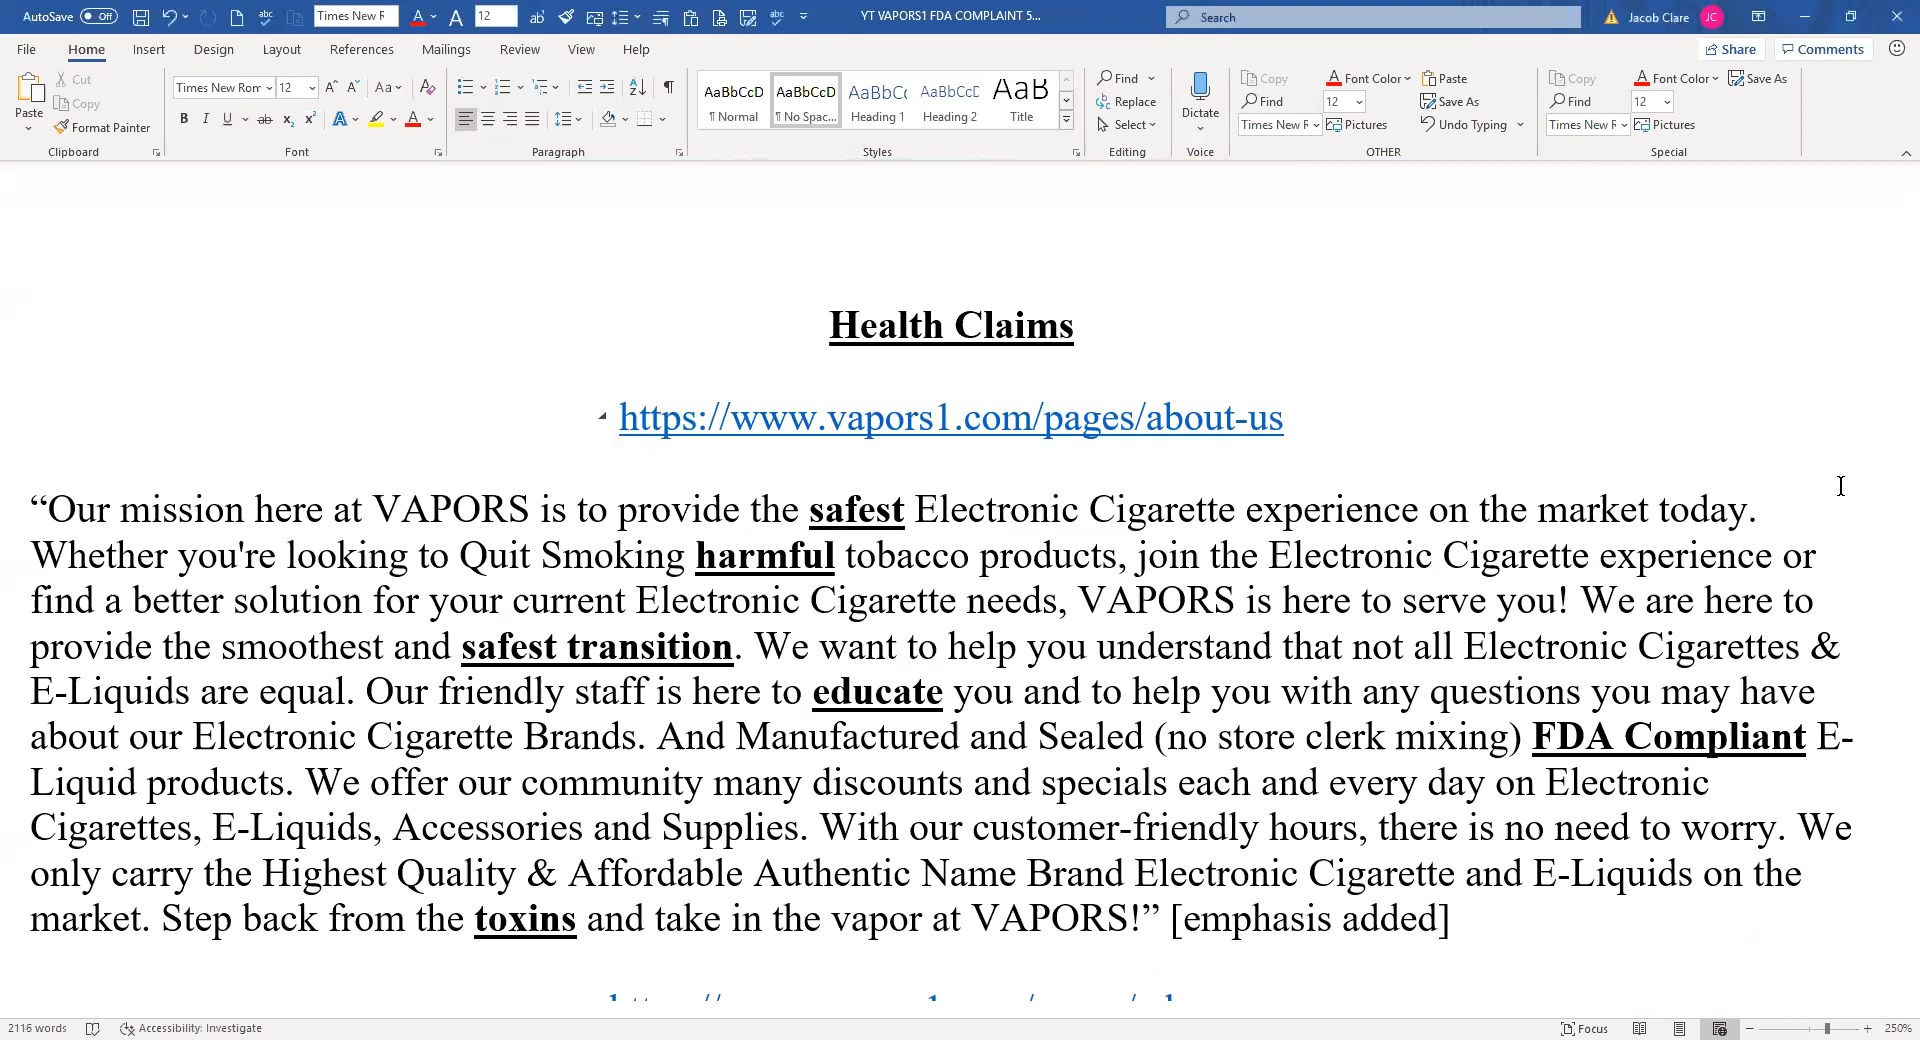 AutoSave Off Times New R 12 YT VAPORS1 FDA COMPLAINT 5... Search Jacob Clare JC
File Home Insert Design Layout References Mailings Review View Help Share Comments
Paste Cut Copy Format Painter Clipboard
Times New Rom 12 Aa Font
Paragraph
AaBbCcD AaBbCcD AaBbCc AaBbCcD AaB
¶ Normal ¶ No Spac... Heading 1 Heading 2 Title
Styles
Find Replace Select Editing
Dictate Voice
Copy Font Color Paste
Find 12 Save As
Times New R Pictures Undo Typing
OTHER
Copy Font Color Save As
Find 12
Times New R Pictures
Special
Health Claims
https://www.vapors1.com/pages/about-us
“Our mission here at VAPORS is to provide the safest Electronic Cigarette experience on the market today.
Whether you're looking to Quit Smoking harmful tobacco products, join the Electronic Cigarette experience or
find a better solution for your current Electronic Cigarette needs, VAPORS is here to serve you! We are here to
provide the smoothest and safest transition. We want to help you understand that not all Electronic Cigarettes &
E-Liquids are equal. Our friendly staff is here to educate you and to help you with any questions you may have
about our Electronic Cigarette Brands. And Manufactured and Sealed (no store clerk mixing) FDA Compliant E-
Liquid products. We offer our community many discounts and specials each and every day on Electronic
Cigarettes, E-Liquids, Accessories and Supplies. With our customer-friendly hours, there is no need to worry. We
only carry the Highest Quality & Affordable Authentic Name Brand Electronic Cigarette and E-Liquids on the
market. Step back from the toxins and take in the vapor at VAPORS!” [emphasis added]
2116 words Accessibility: Investigate Focus 250%